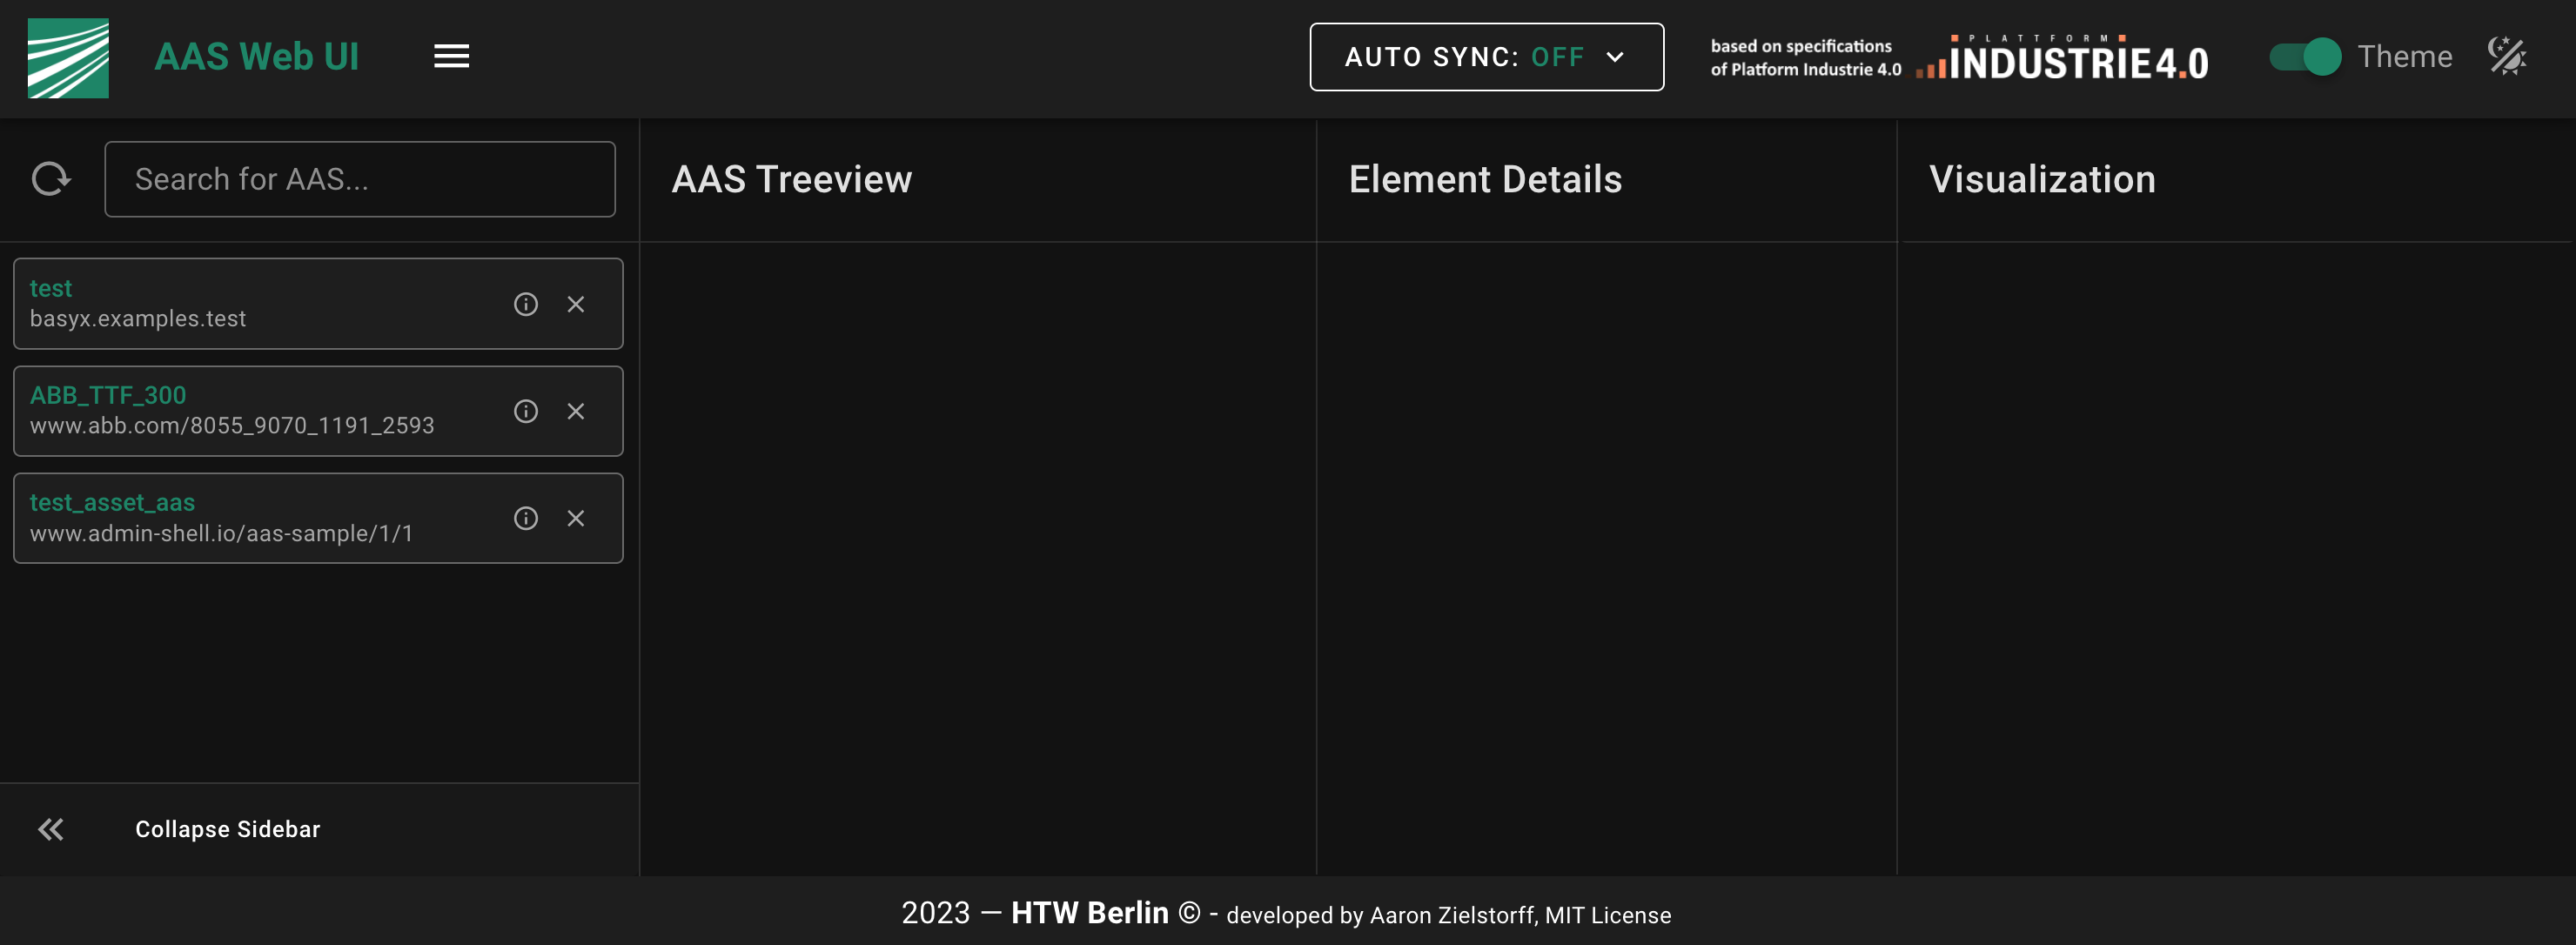 AAS Web UI
AUTO SYNC: OFF
based on specifications
of Platform Industrie 4.0
PLATTFORM
INDUSTRIE4.0
Theme
Search for AAS...
AAS Treeview
Element Details
Visualization
test
basyx.examples.test
ABB_TTF_300
www.abb.com/8055_9070_1191_2593
test_asset_aas
www.admin-shell.io/aas-sample/1/1
Collapse Sidebar
2023 — HTW Berlin © - developed by Aaron Zielstorff, MIT License